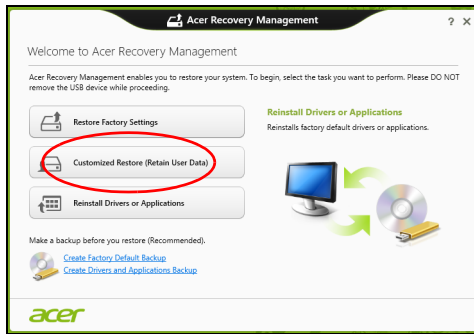 Acer Recovery Management
? X
Welcome to Acer Recovery Management
Acer Recovery Management enables you to restore your system. To begin, select the task you want to perform. Please DO NOT
remove the USB device while proceeding.
Restore Factory Settings
Customized Restore (Retain User Data)
Reinstall Drivers or Applications
Reinstall Drivers or Applications
Reinstalls factory default drivers or applications.
Make a backup before you restore (Recommended).
Create Factory Default Backup
Create Drivers and Applications Backup
acer